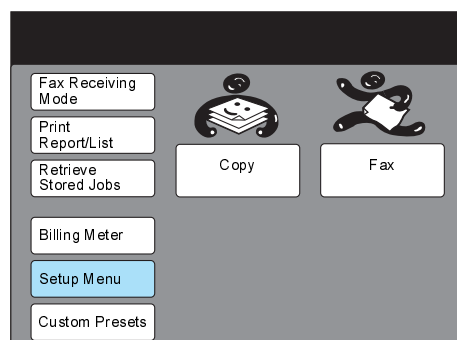 Fax Receiving
Mode
Print
Report/List
Retrieve
Stored Jobs
Billing Meter
Setup Menu
Custom Presets
Copy
Fax